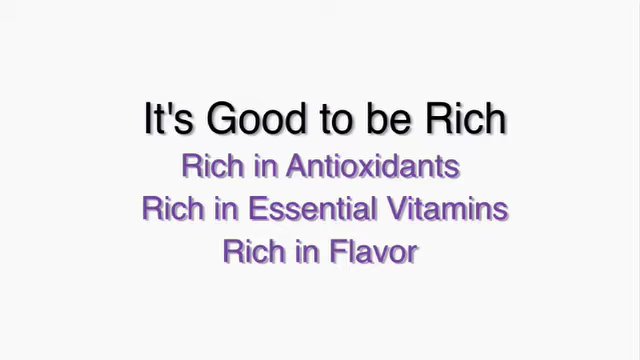 It's Good to be Rich
Rich in Antioxidants
Rich in Essential Vitamins
Rich in Flavor